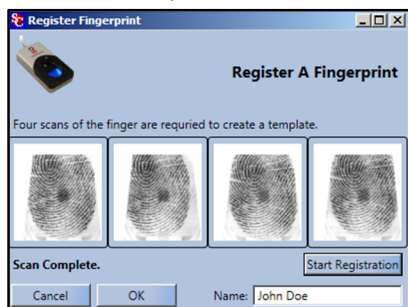 Register Fingerprint
Register A Fingerprint
Four scans of the finger are requried to create a template.
Scan Complete.
Start Registration
Cancel
OK
Name: John Doe